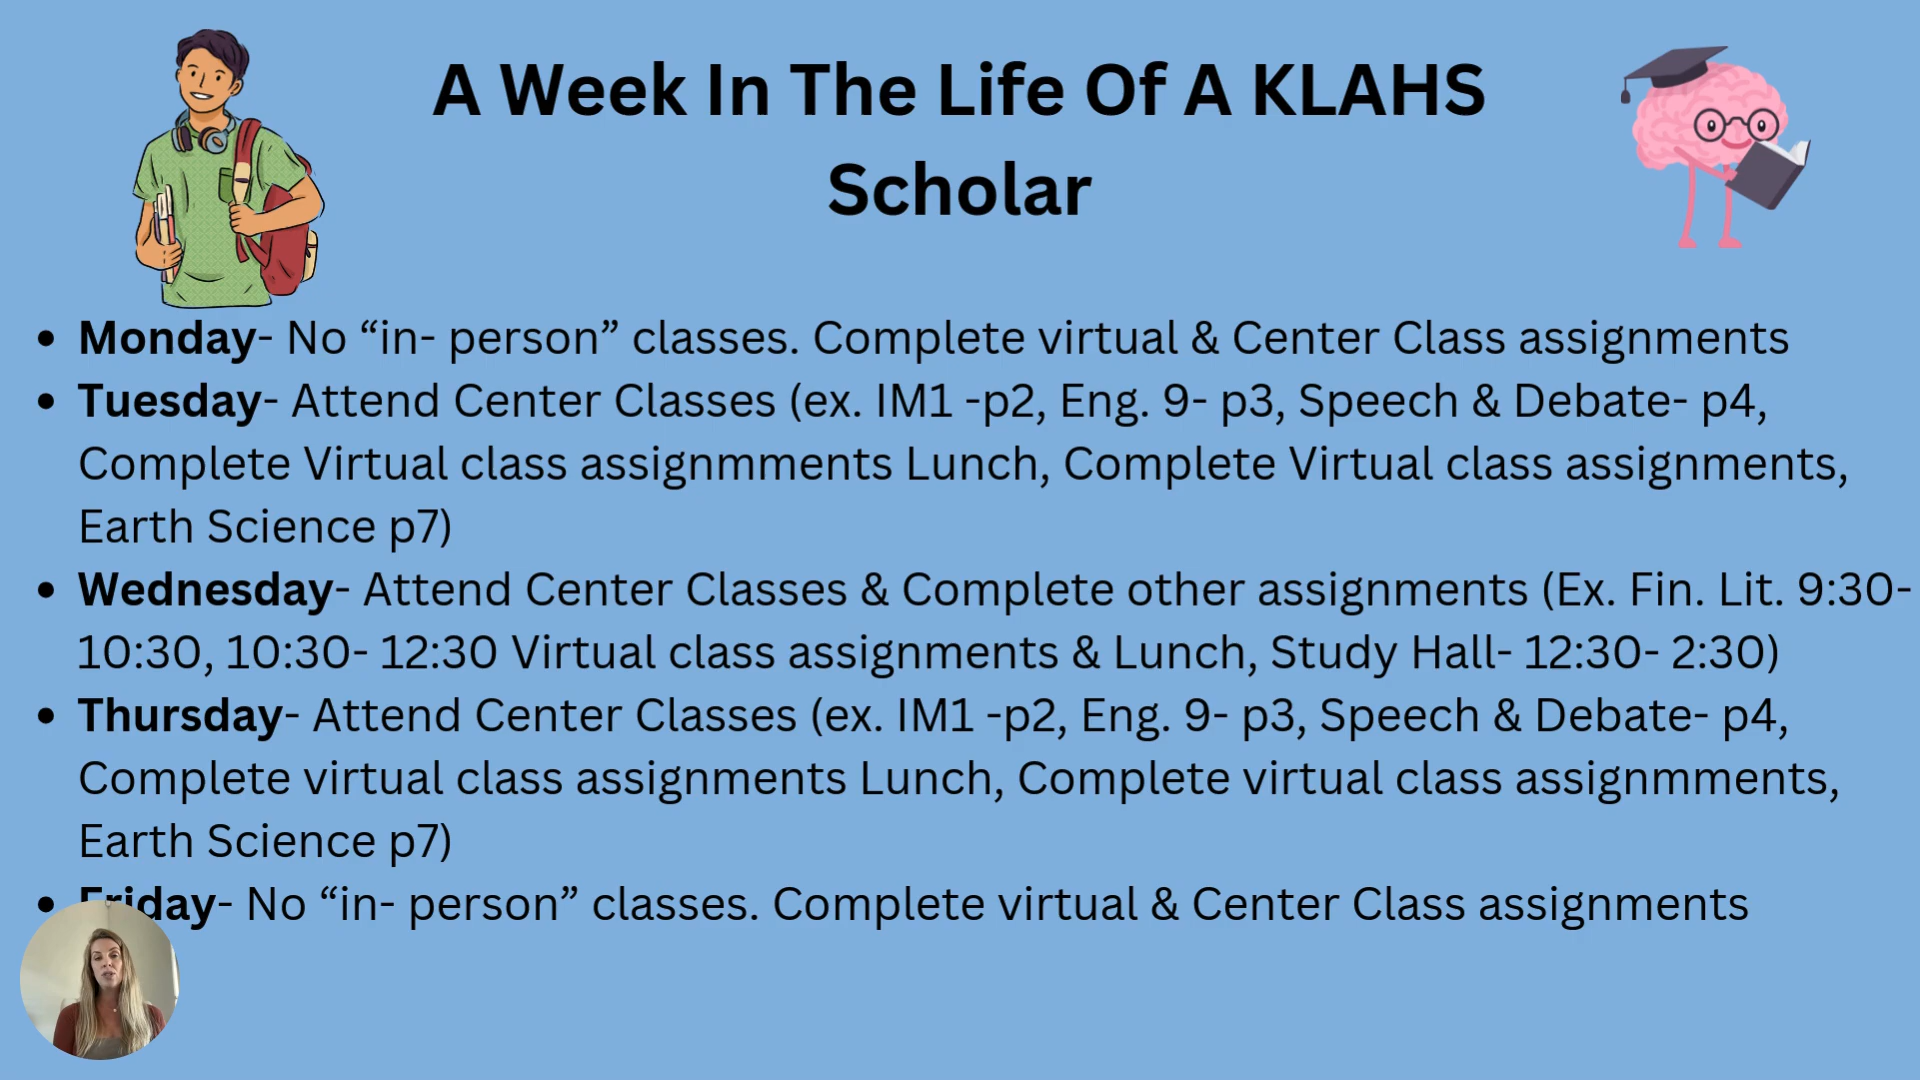 A Week In The Life Of A KLAHS
Scholar
• Monday- No “in- person” classes. Complete virtual & Center Class assignments
• Tuesday- Attend Center Classes (ex. IM1 -p2, Eng. 9- p3, Speech & Debate- p4,
Complete Virtual class assignmments Lunch, Complete Virtual class assignments,
Earth Science p7)
• Wednesday- Attend Center Classes & Complete other assignments (Ex. Fin. Lit. 9:30-
10:30, 10:30- 12:30 Virtual class assignments & Lunch, Study Hall- 12:30- 2:30)
• Thursday- Attend Center Classes (ex. IM1 -p2, Eng. 9- p3, Speech & Debate- p4,
Complete virtual class assignments Lunch, Complete virtual class assignmments,
Earth Science p7)
• Friday- No “in- person” classes. Complete virtual & Center Class assignments